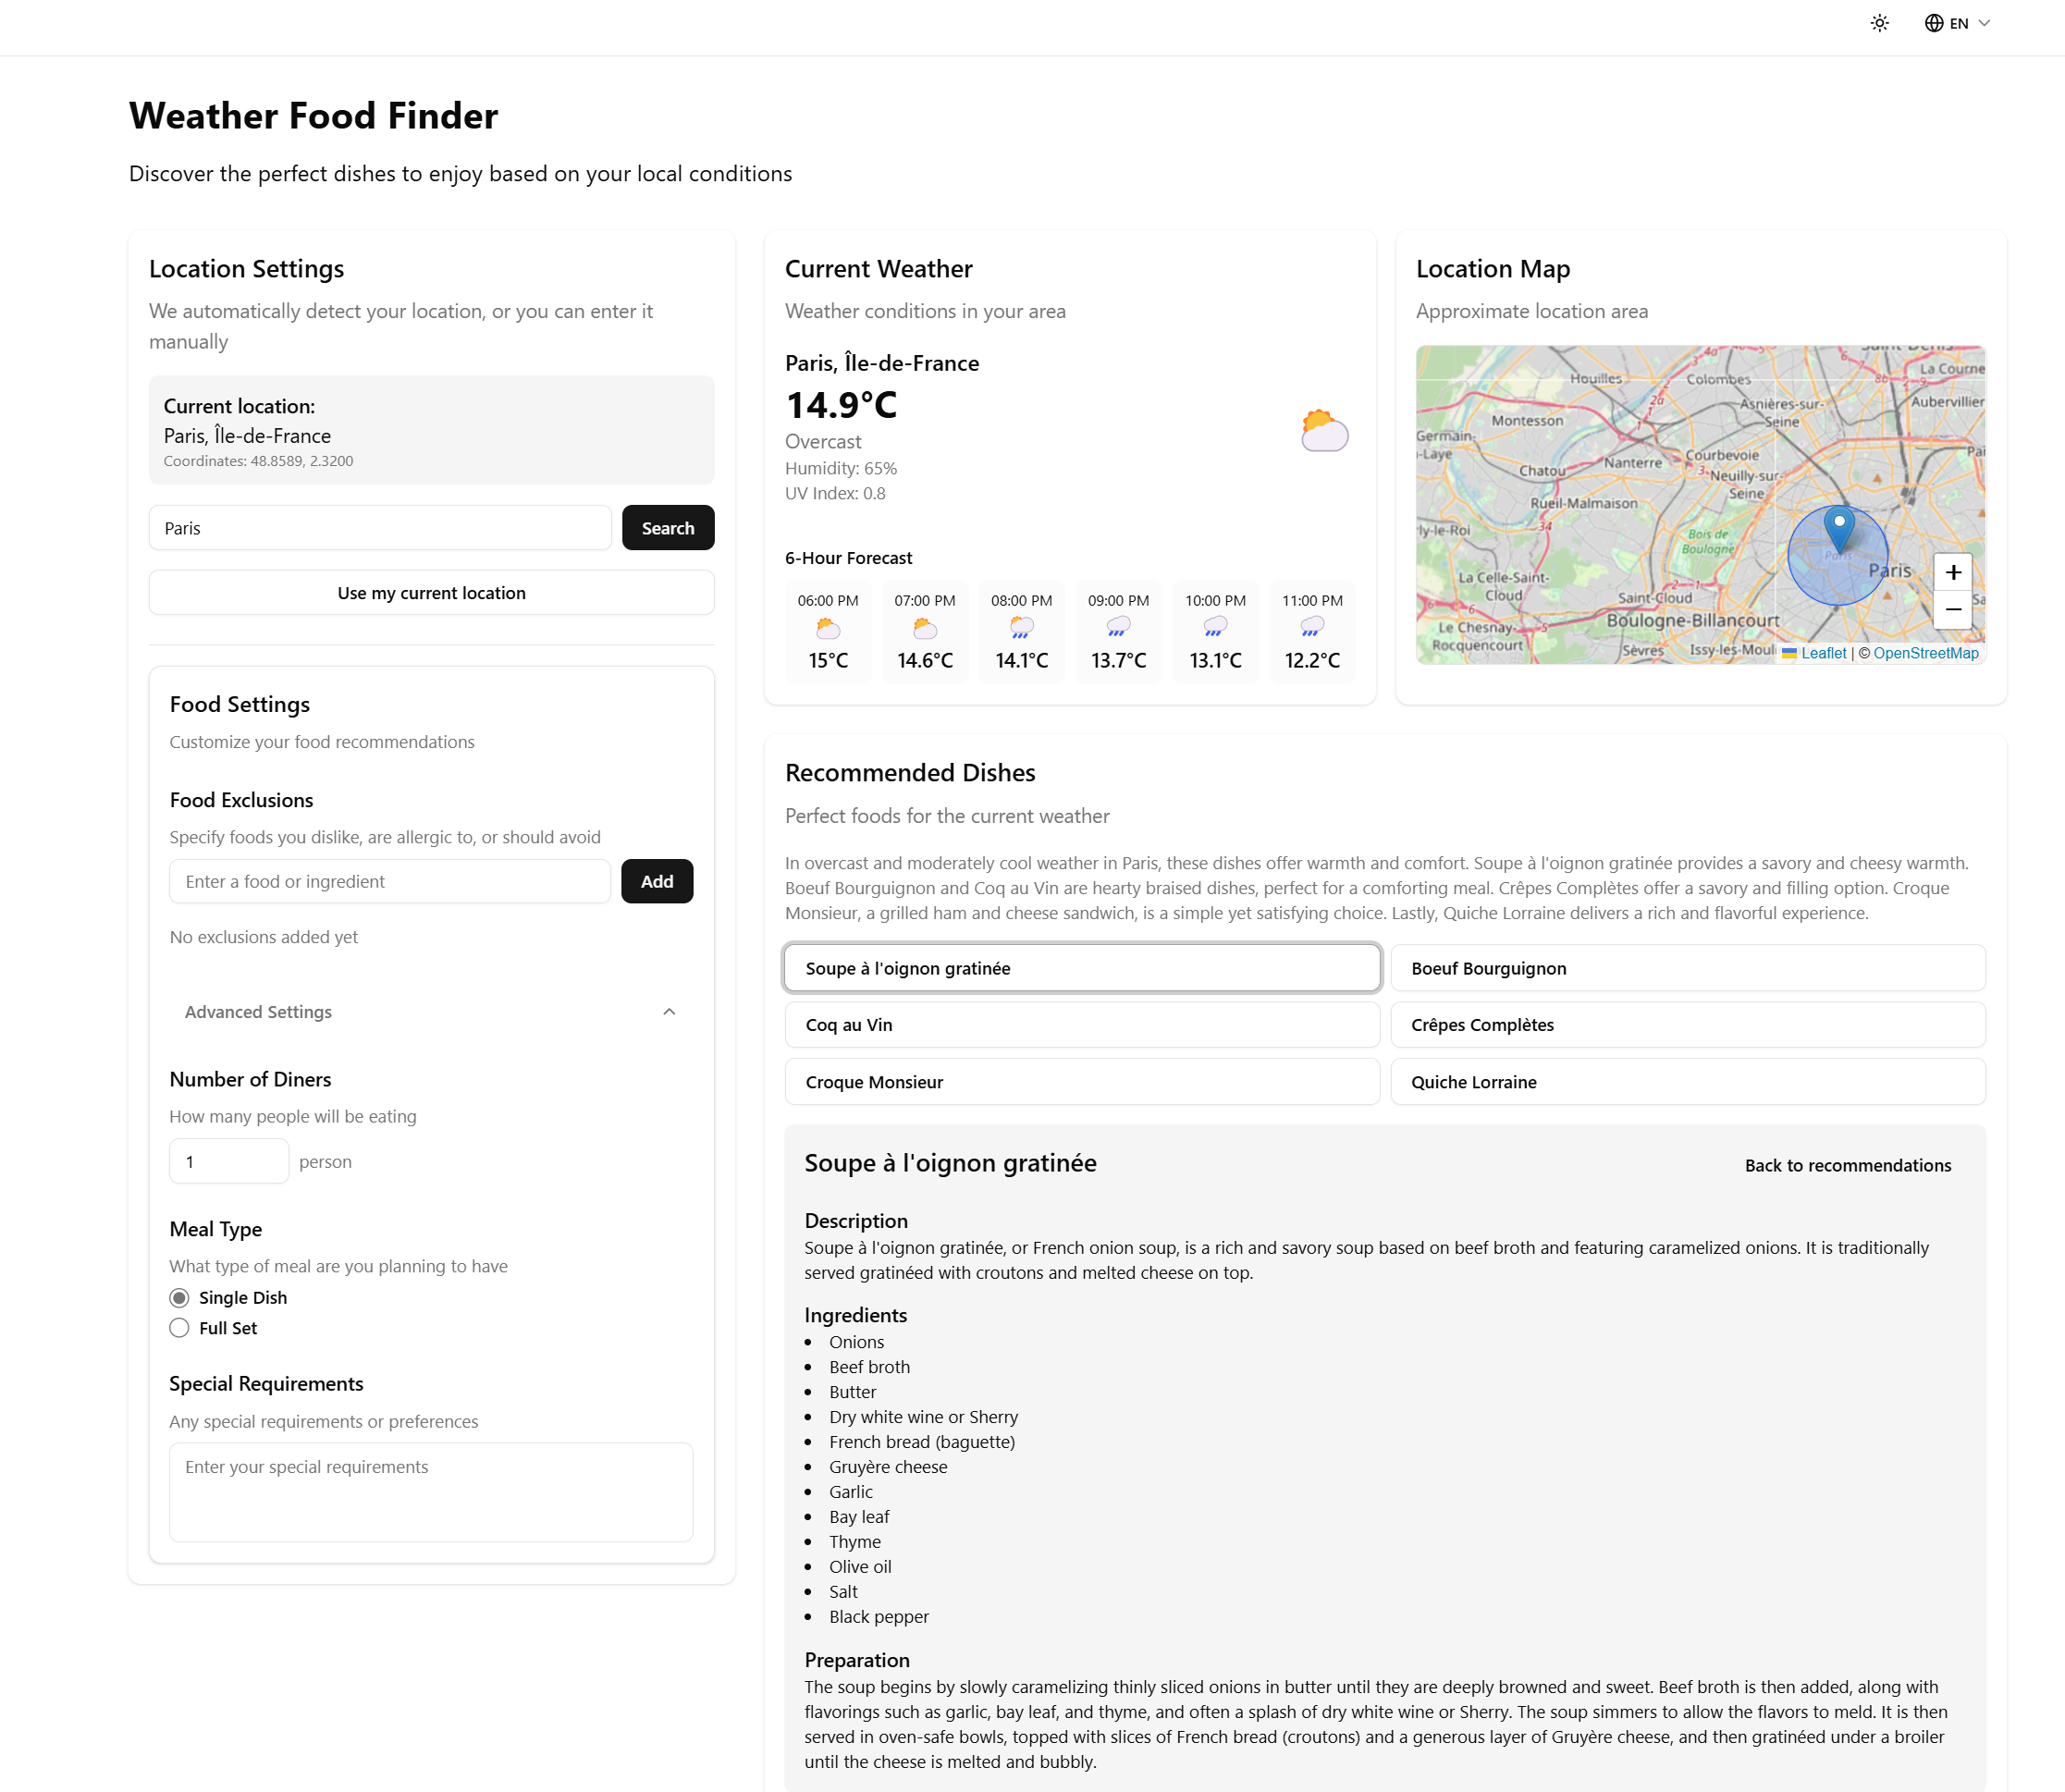 EN
Weather Food Finder
Discover the perfect dishes to enjoy based on your local conditions
Location Settings
We automatically detect your location, or you can enter it
manually
Current location:
Paris, Île-de-France
Coordinates: 48.8589, 2.3200
Paris
Search
Use my current location
Food Settings
Customize your food recommendations
Food Exclusions
Specify foods you dislike, are allergic to, or should avoid
Enter a food or ingredient
Add
No exclusions added yet
Advanced Settings
Number of Diners
How many people will be eating
1
person
Meal Type
What type of meal are you planning to have
Single Dish
Full Set
Special Requirements
Any special requirements or preferences
Enter your special requirements
Current Weather
Weather conditions in your area
Paris, Île-de-France
14.9°C
Overcast
Humidity: 65%
UV Index: 0.8
6-Hour Forecast
06:00 PM 07:00 PM 08:00 PM 09:00 PM 10:00 PM 11:00 PM
15°C 14.6°C 14.1°C 13.7°C 13.1°C 12.2°C
Location Map
Approximate location area
Houilles
Colombes
4a
6
8b
La Courne
Aubervillier
Montesson
2a
Asnières-sur-
Seine
Germain-
-Laye
Chatou
Nanterre
Courbevoie
Neuilly-sur-
Seine
Rueil-Malmaison
34
ly-le-Roi
Bois de
Boulogne
Paris
Paris
La Celle-Saint-
Cloud
Saint-Cloud
5
Boulogne-Billancourt
Le Chesnay-
Rocquencourt
Sèvres
Issy-les-Mouli
+
−
Leaflet | © OpenStreetMap
Recommended Dishes
Perfect foods for the current weather
In overcast and moderately cool weather in Paris, these dishes offer warmth and comfort. Soupe à l'oignon gratinée provides a savory and cheesy warmth.
Boeuf Bourguignon and Coq au Vin are hearty braised dishes, perfect for a comforting meal. Crêpes Complètes offer a savory and filling option. Croque
Monsieur, a grilled ham and cheese sandwich, is a simple yet satisfying choice. Lastly, Quiche Lorraine delivers a rich and flavorful experience.
Soupe à l'oignon gratinée
Boeuf Bourguignon
Coq au Vin
Crêpes Complètes
Croque Monsieur
Quiche Lorraine
Soupe à l'oignon gratinée
Back to recommendations
Description
Soupe à l'oignon gratinée, or French onion soup, is a rich and savory soup based on beef broth and featuring caramelized onions. It is traditionally
served gratinéed with croutons and melted cheese on top.
Ingredients
• Onions
• Beef broth
• Butter
• Dry white wine or Sherry
• French bread (baguette)
• Gruyère cheese
• Garlic
• Bay leaf
• Thyme
• Olive oil
• Salt
• Black pepper
Preparation
The soup begins by slowly caramelizing thinly sliced onions in butter until they are deeply browned and sweet. Beef broth is then added, along with
flavorings such as garlic, bay leaf, and thyme, and often a splash of dry white wine or Sherry. The soup simmers to allow the flavors to meld. It is then
served in oven-safe bowls, topped with slices of French bread (croutons) and a generous layer of Gruyère cheese, and then gratinéed under a broiler
until the cheese is melted and bubbly.